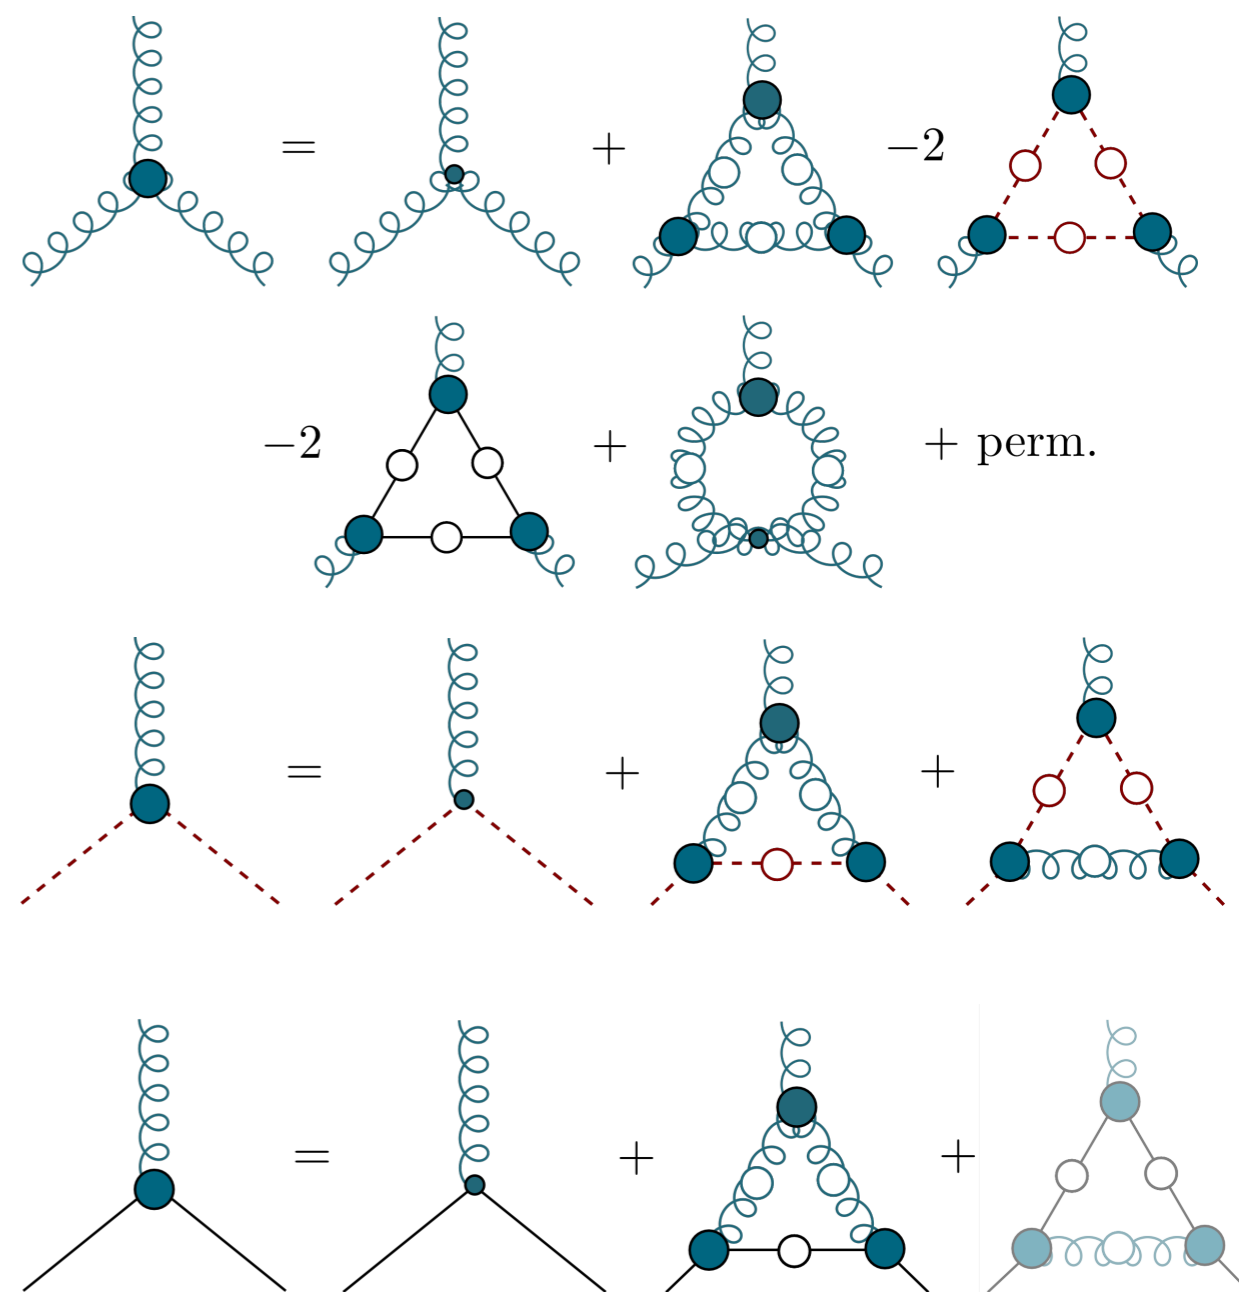 = + −2
−2 + + perm.
= + +
= + +